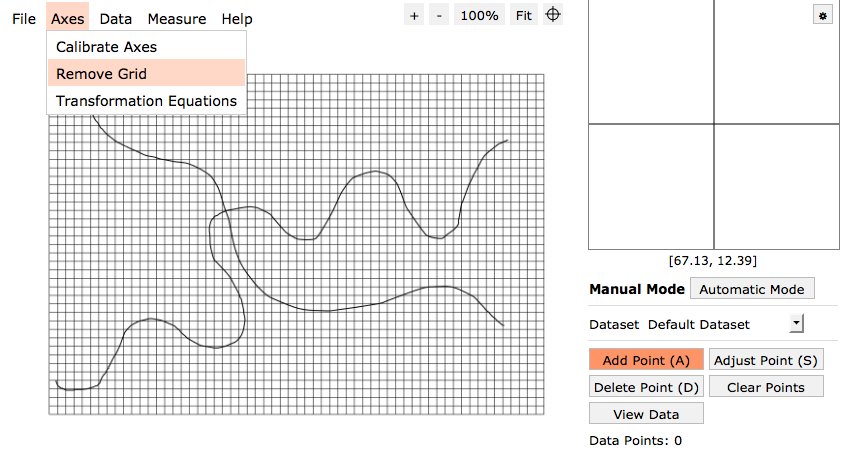 File Axes Data Measure Help + - 100% Fit
Calibrate Axes
Remove Grid
Transformation Equations
[67.13, 12.39]
Manual Mode Automatic Mode
Dataset Default Dataset
Add Point (A) Adjust Point (S)
Delete Point (D) Clear Points
View Data
Data Points: 0